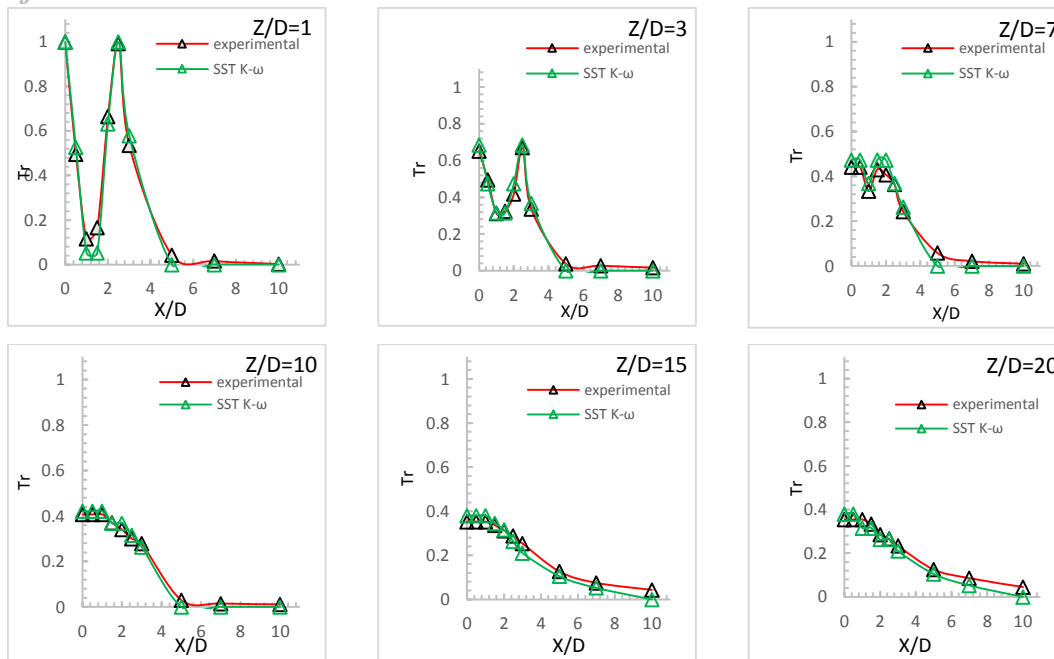 Z/D=1
experimental
SST K-ω
1
0.8
0.6
0.4
0.2
0
Tr
0 2 4 6 8 10
X/D
Z/D=3
experimental
SST K-ω
1
0.8
0.6
0.4
0.2
0
Tr
0 2 4 6 8 10
X/D
Z/D=7
experimental
SST K-ω
1
0.8
0.6
0.4
0.2
0
Tr
0 2 4 6 8 10
X/D
Z/D=10
experimental
SST K-ω
1
0.8
0.6
0.4
0.2
0
Tr
0 2 4 6 8 10
X/D
Z/D=15
experimental
SST K-ω
1
0.8
0.6
0.4
0.2
0
Tr
0 2 4 6 8 10
X/D
Z/D=20
experimental
SST K-ω
1
0.8
0.6
0.4
0.2
0
Tr
0 2 4 6 8 10
X/D